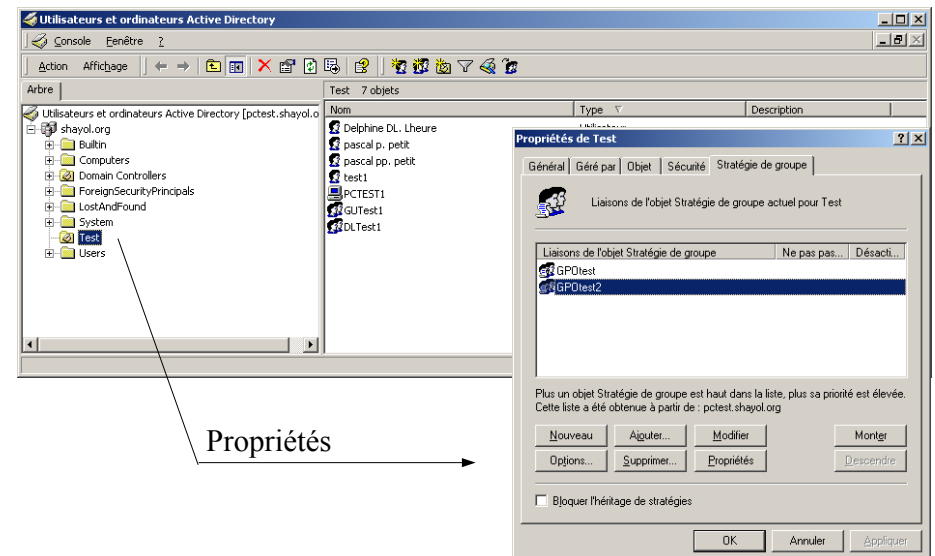 Utilisateurs et ordinateurs Active Directory
Console Fenêtre ?
Action Affichage
Arbre
Test 7 objets
Utilisateurs et ordinateurs Active Directory [pctest.shayol.o
shayol.org
Builtin
Computers
Domain Controllers
ForeignSecurityPrincipals
LostAndFound
System
Test
Users
Nom Type Description
Delphine DL. Lheure
pascal p. petit
pascal pp. petit
test1
PCTEST1
GUTest1
DLTest1
Propriétés de Test
Général Géré par Objet Sécurité Stratégie de groupe
Liaisons de l'objet Stratégie de groupe actuel pour Test
Liaisons de l'objet Stratégie de groupe Ne pas pas... Désacti...
GPOtest
GPOtest2
Plus un objet Stratégie de groupe est haut dans la liste, plus sa priorité est élevée.
Cette liste a été obtenue à partir de : pctest.shayol.org
Nouveau Ajouter... Modifier Monter
Options... Supprimer... Propriétés Descendre
Bloquer l'héritage de stratégies
OK Annuler Appliquer
Propriétés